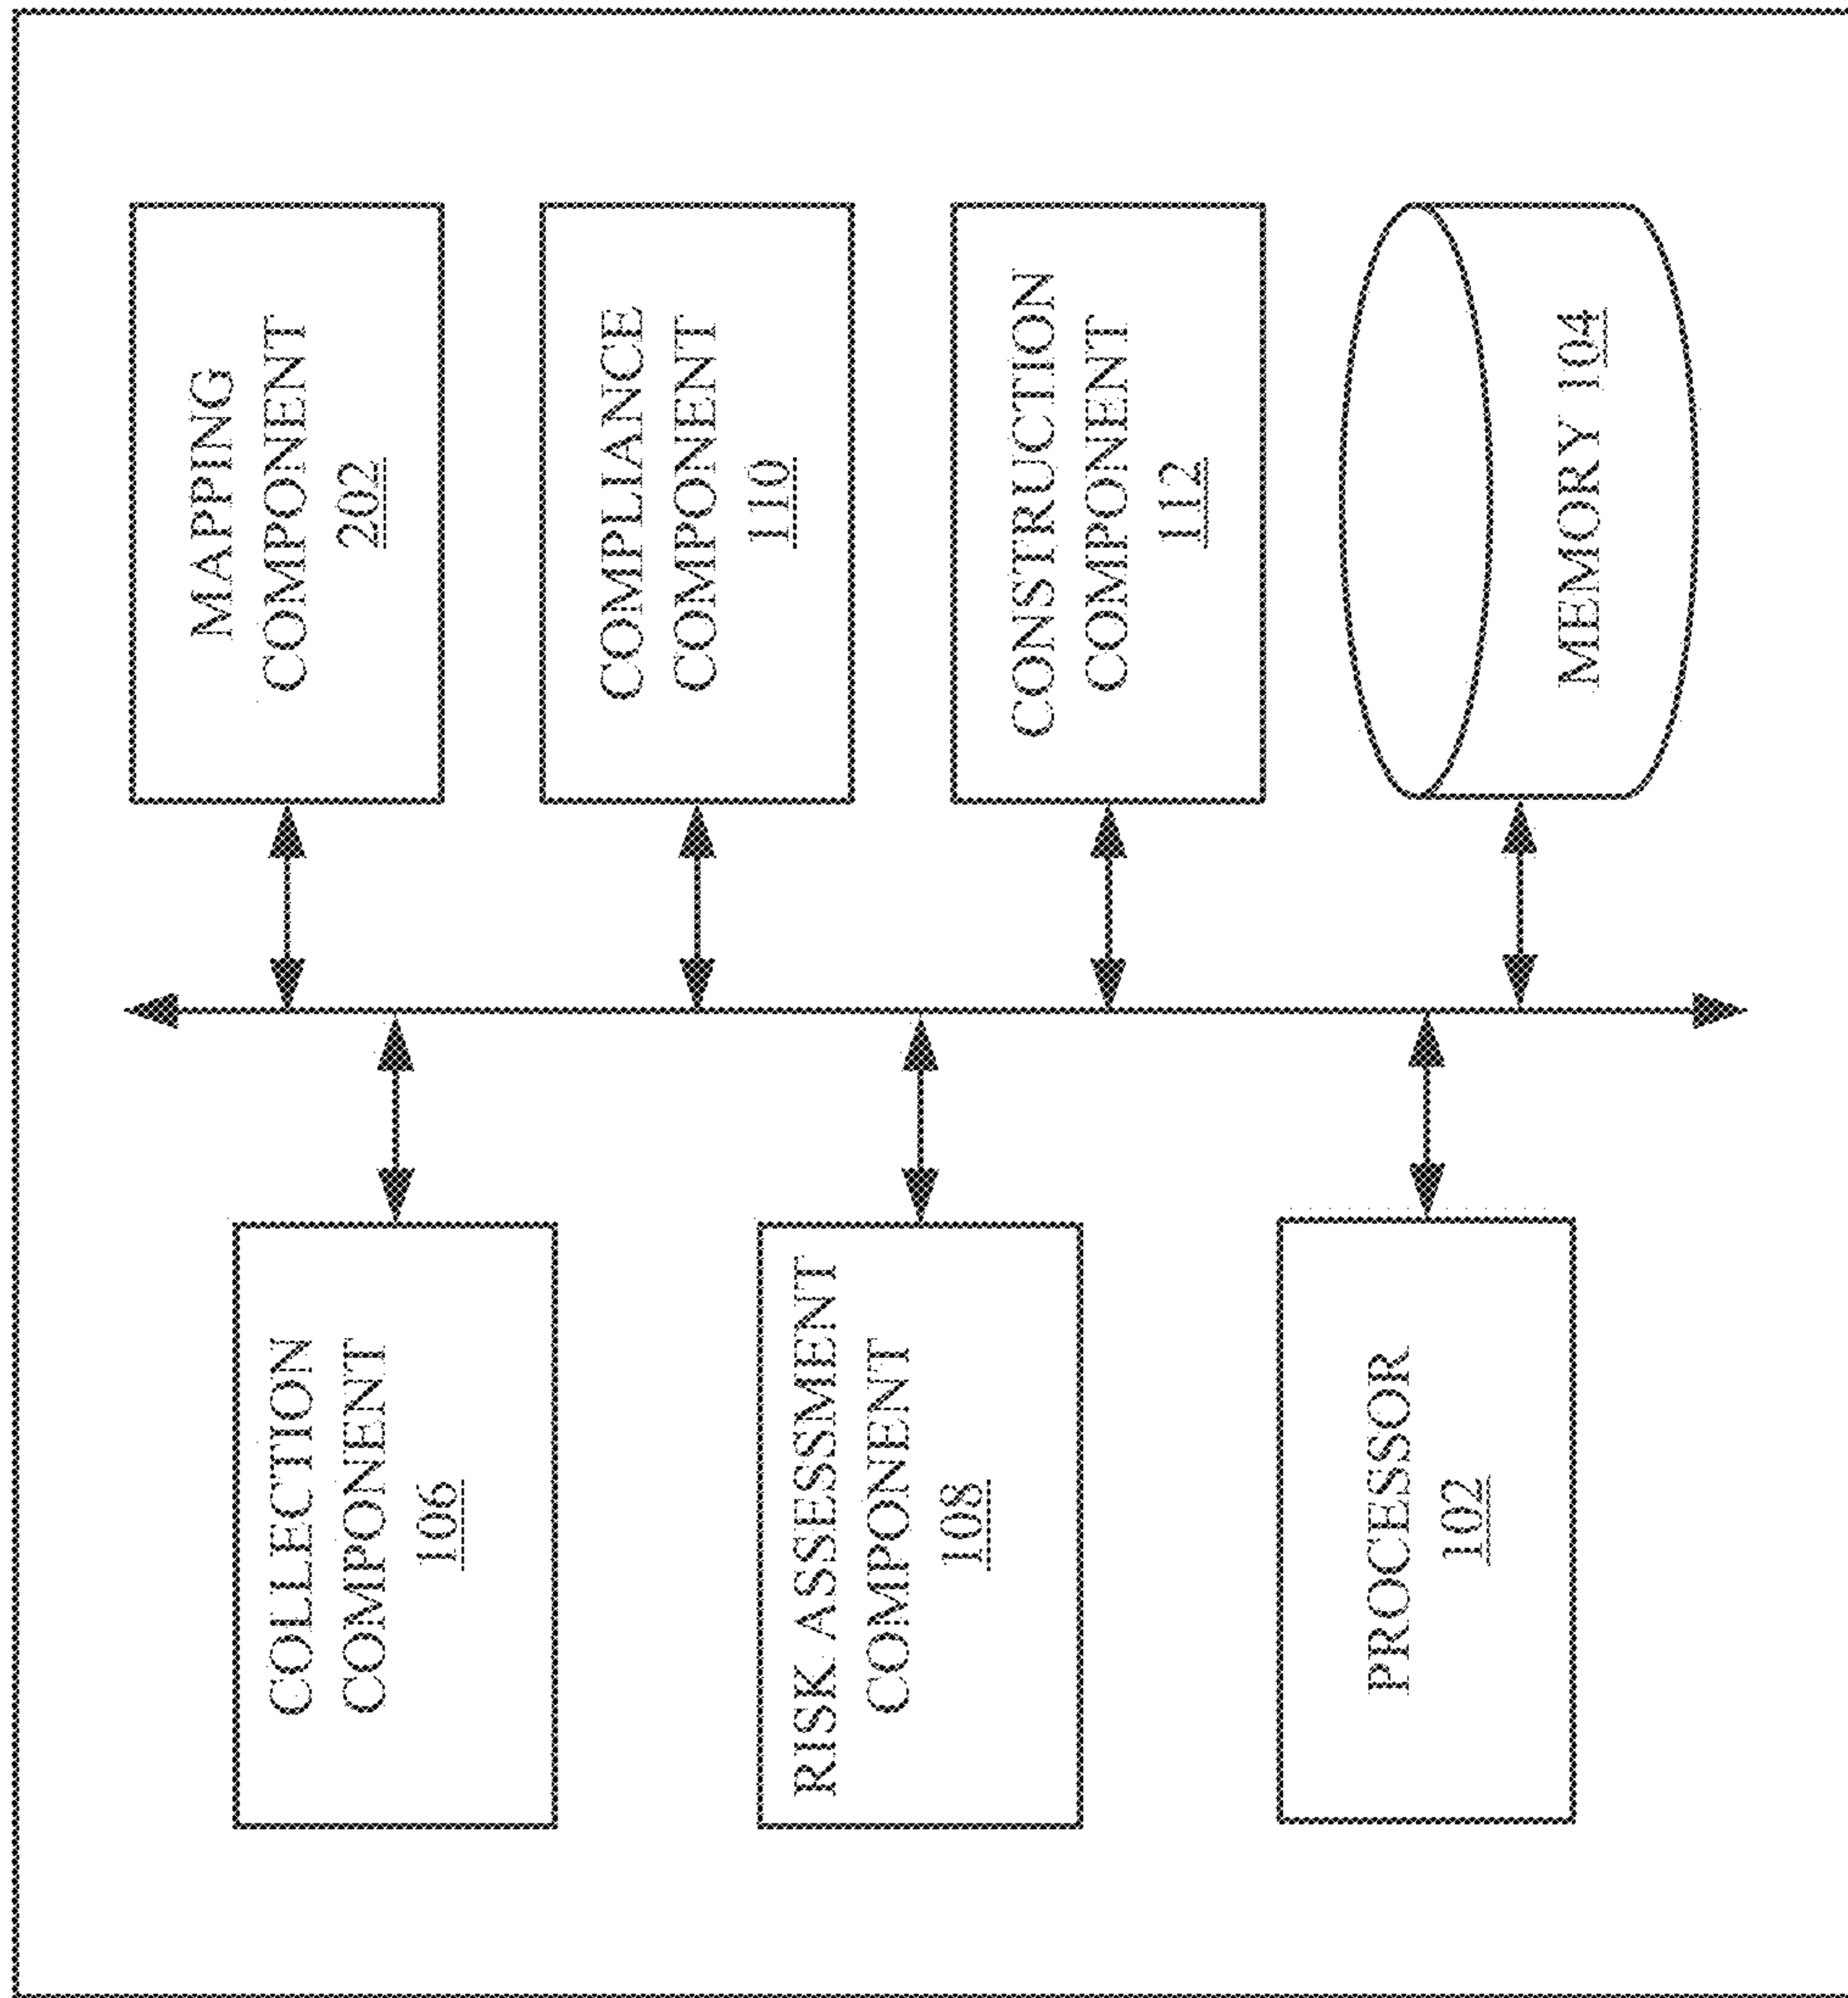 COLLECTION
COMPONENT
106
RISK ASSESSMENT
COMPONENT
108
PROCESSOR
102
MAPPING
COMPONENT
202
COMPLIANCE
COMPONENT
110
CONSTRUCTION
COMPONENT
112
MEMORY 104